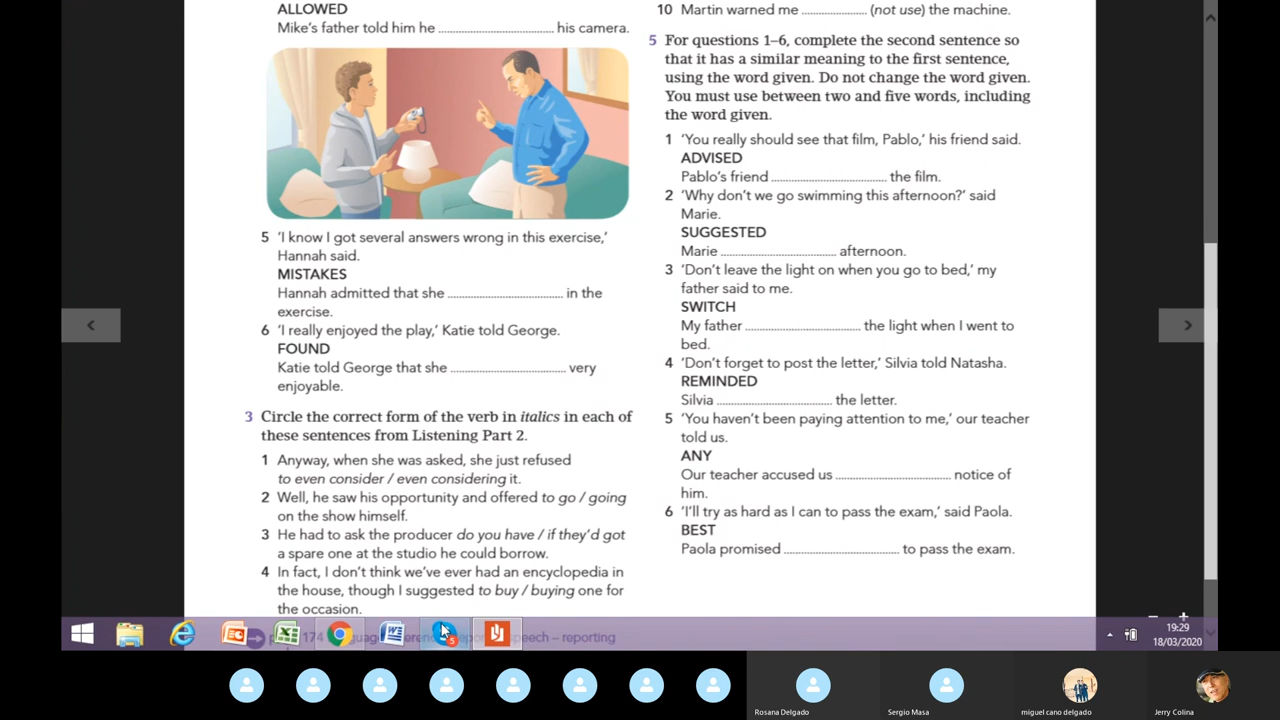 ALLOWED
Mike's father told him he .................................. his camera.
5 'I know I got several answers wrong in this exercise,'
Hannah said.
MISTAKES
Hannah admitted that she .................................. in the
exercise.
6 'I really enjoyed the play,' Katie told George.
FOUND
Katie told George that she .................................. very
enjoyable.
3 Circle the correct form of the verb in italics in each of
these sentences from Listening Part 2.
1 Anyway, when she was asked, she just refused
to even consider / even considering it.
2 Well, he saw his opportunity and offered to go / going
on the show himself.
3 He had to ask the producer do you have / if they'd got
a spare one at the studio he could borrow.
4 In fact, I don't think we've ever had an encyclopedia in
the house, though I suggested to buy / buying one for
the occasion.
10 Martin warned me ................... (not use) the machine.
5 For questions 1–6, complete the second sentence so
that it has a similar meaning to the first sentence,
using the word given. Do not change the word given.
You must use between two and five words, including
the word given.
1 'You really should see that film, Pablo,' his friend said.
ADVISED
Pablo's friend .................................. the film.
2 'Why don't we go swimming this afternoon?' said
Marie.
SUGGESTED
Marie .................................. afternoon.
3 'Don't leave the light on when you go to bed,' my
father said to me.
SWITCH
My father .................................. the light when I went to
bed.
4 'Don't forget to post the letter,' Silvia told Natasha.
REMINDED
Silvia .................................. the letter.
5 'You haven't been paying attention to me,' our teacher
told us.
ANY
Our teacher accused us .................................. notice of
him.
6 'I'll try as hard as I can to pass the exam,' said Paola.
BEST
Paola promised .................................. to pass the exam.
174
speech – reporting
5
19:29
18/03/2020
Rosana Delgado
Sergio Masa
miguel cano delgado
Jerry Colina